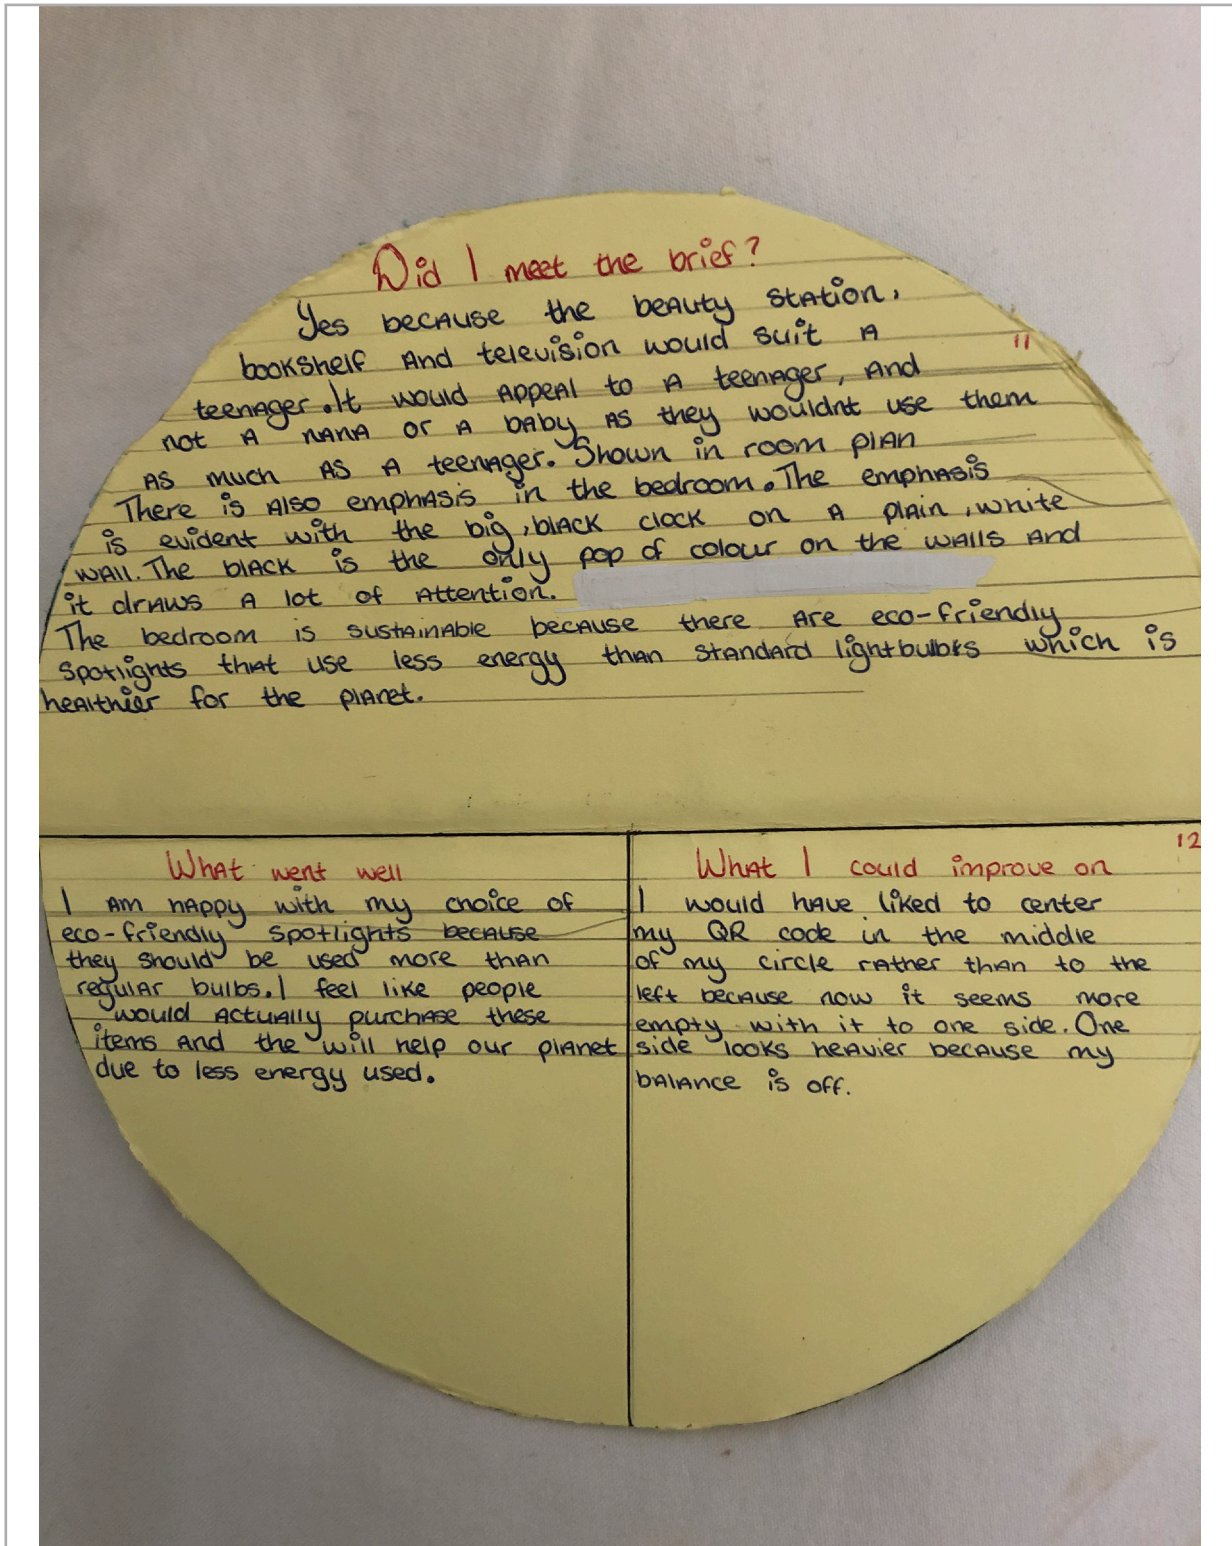 Did I meet the brief?
Yes because the beauty station,
bookshelf and television would suit a
11
teenager. It would appeal to a teenager, and
not a nana or a baby as they wouldnt use them
as much as a teenager. Shown in room plan
There is also emphasis in the bedroom. The emphasis
is evident with the big, black clock on a plain, white
wall. The black is the only pop of colour on the walls and
it draws a lot of attention.
The bedroom is sustainable because there are eco-friendly
spotlights that use less energy than standard lightbulbs which is
healthier for the planet.
What went well
I am happy with my choice of
eco-friendly spotlights because
they should be used more than
regular bulbs. I feel like people
would actually purchase these
items and the will help our planet
due to less energy used.
12
What I could improve on
I would have liked to center
my QR code in the middle
of my circle rather than to the
left because now it seems more
empty with it to one side. One
side looks heavier because my
balance is off.